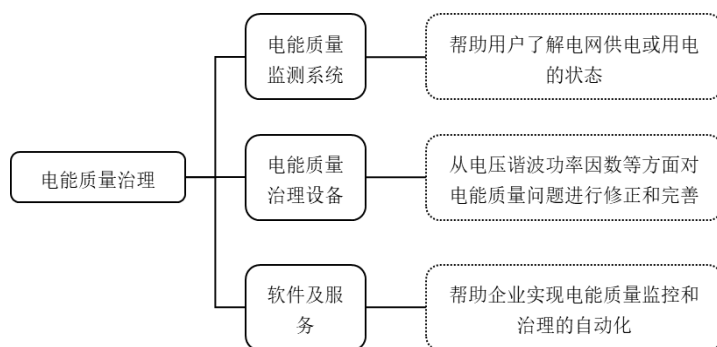 电能质量
监测系统
帮助用户了解电网供电或用电
的状态
电能质量治理
电能质量
治理设备
从电压谐波功率因数等方面对
电能质量问题进行修正和完善
软件及服
务
帮助企业实现电能质量监控和
治理的自动化